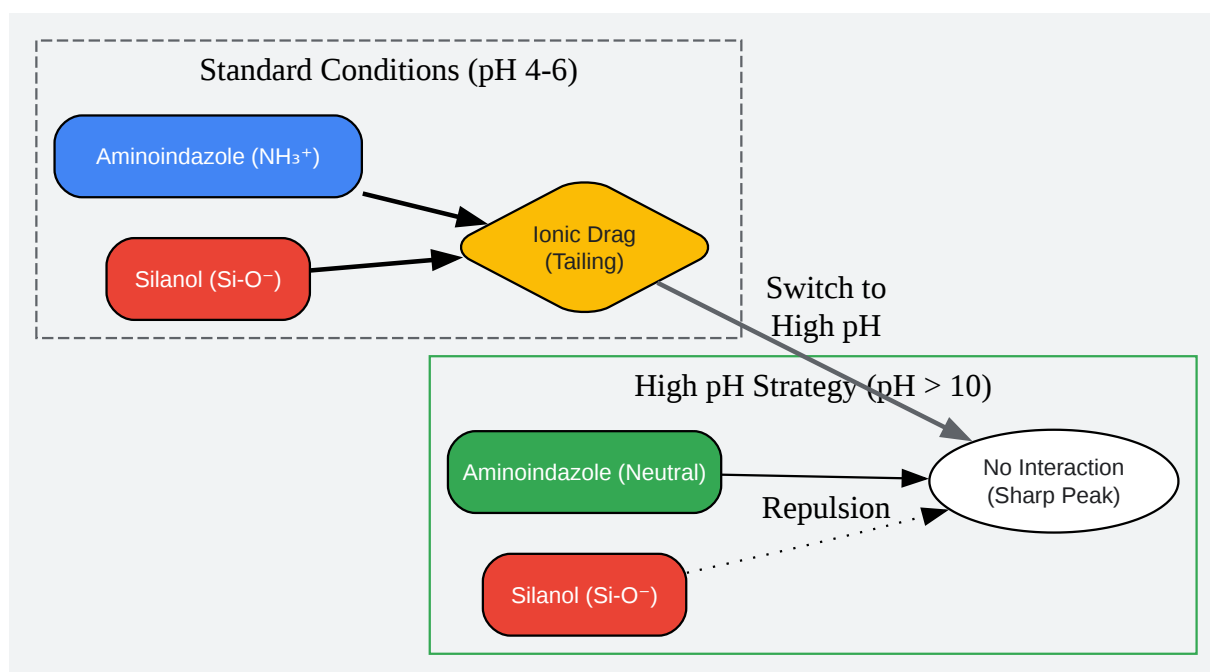 Standard Conditions (pH 4-6)
Aminoindazole (NH₃⁺)
Silanol (Si-O⁻)
Ionic Drag
(Tailing)
Switch to
High pH
High pH Strategy (pH > 10)
Aminoindazole (Neutral)
Repulsion
Silanol (Si-O⁻)
No Interaction
(Sharp Peak)